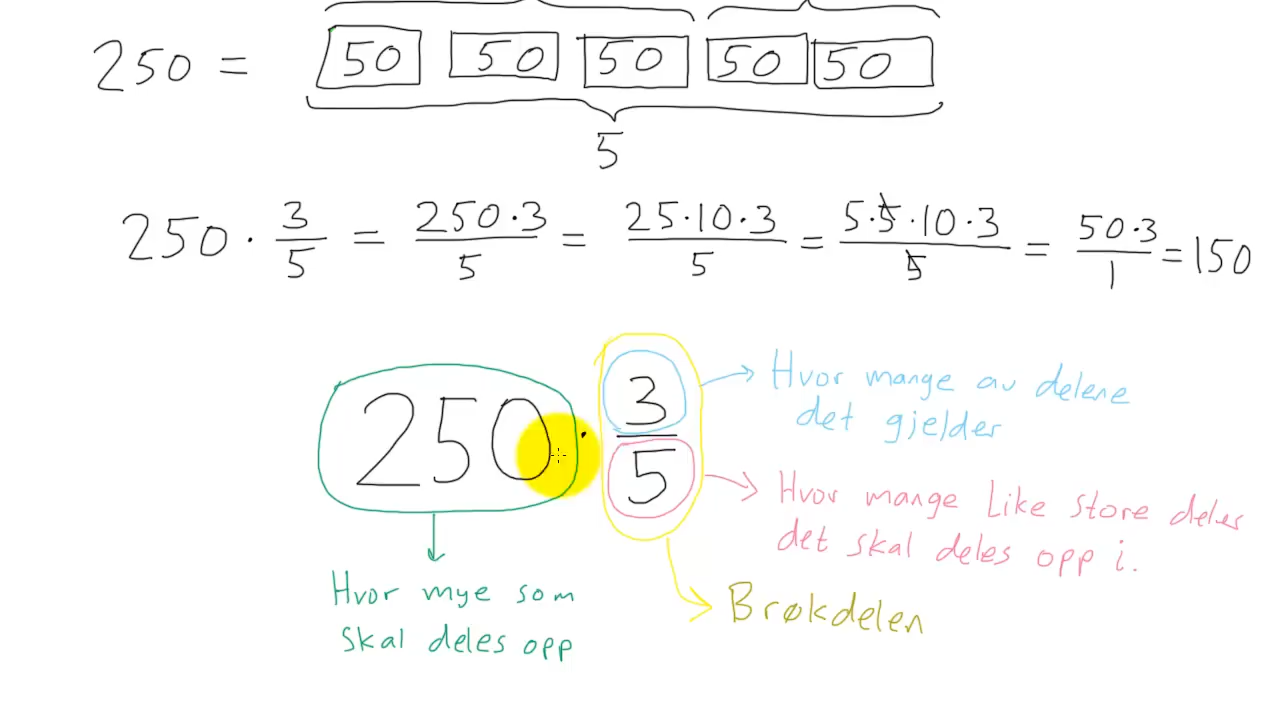 250 = 50 50 50 50 50
5
250 · 3/5 = 250·3/5 = 25·10·3/5 = 5·5·10·3/5 = 50·3/1 = 150
250 · 3/5
Hvor mange av delene
det gjelder
Hvor mange Like store deler
det skal deles opp i.
Brøkdelen
Hvor mye som
skal deles opp